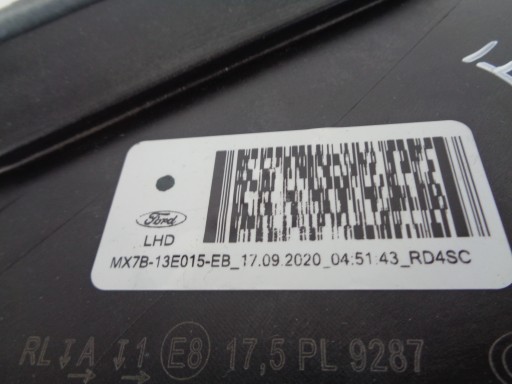 Ford
LHD
MX7B-13E015-EB_17.09.2020_04:51:43_RD4SC
RL A 1 E8 17,5 PL 9287